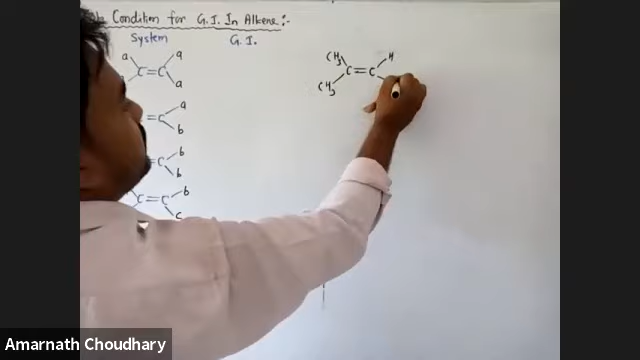 Condition for G.I. In Alkene:-
System G.I.
a a
C=C
a
CH3 H
C=C
CH3
C a
b
=C b
b
C=C b
c
Amarnath Choudhary